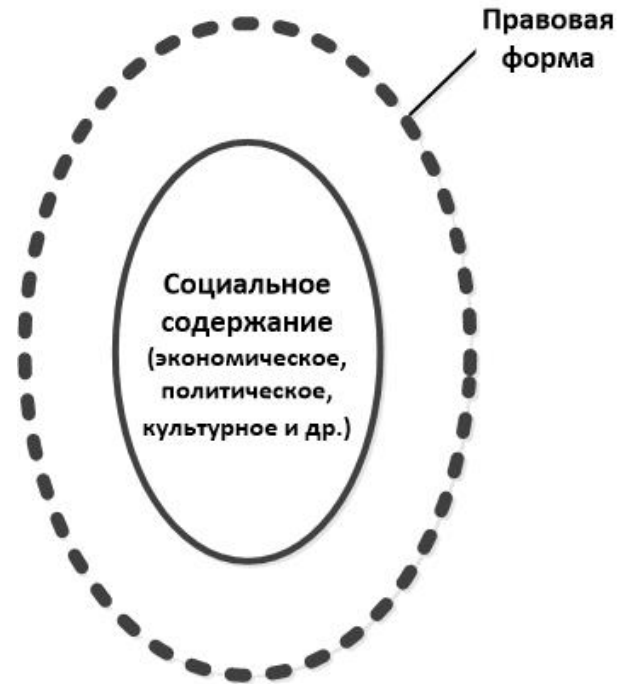 Правовая
форма
Социальное
содержание
(экономическое,
политическое,
культурное и др.)